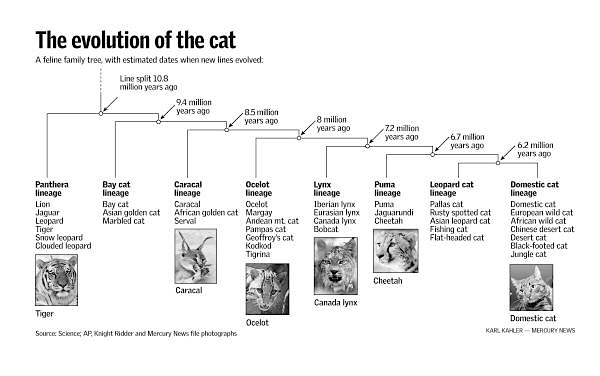 The evolution of the cat
A feline family tree, with estimated dates when new lines evolved:
Line split 10.8
million years ago
9.4 million
years ago
8.5 million
years ago
8 million
years ago
7.2 million
years ago
6.7 million
years ago
6.2 million
years ago
Panthera
lineage
Lion
Jaguar
Leopard
Tiger
Snow leopard
Clouded leopard
Tiger
Bay cat
lineage
Bay cat
Asian golden cat
Marbled cat
Caracal
lineage
Caracal
African golden cat
Serval
Caracal
Ocelot
lineage
Ocelot
Margay
Andean mt. cat
Pampas cat
Geoffroy's cat
Kodkod
Tigrina
Ocelot
Lynx
lineage
Iberian lynx
Eurasian lynx
Canada lynx
Bobcat
Canada lynx
Puma
lineage
Puma
Jaguarundi
Cheetah
Cheetah
Leopard cat
lineage
Pallas cat
Rusty spotted cat
Asian leopard cat
Fishing cat
Flat-headed cat
Domestic cat
lineage
Domestic cat
European wild cat
African wild cat
Chinese desert cat
Desert cat
Black-footed cat
Jungle cat
Domestic cat
Source: Science; AP, Knight Ridder and Mercury News file photographs
KARL KAHLER — MERCURY NEWS